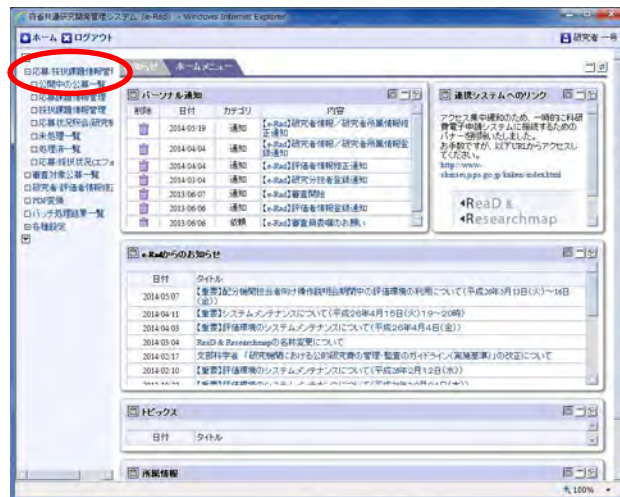 府省共通研究開発管理システム [e-Rad] - Windows Internet Explorer
ホーム ログアウト
研究者 一号
応募/採択課題情報管理
公開中の公募一覧
応募課題情報管理
採択課題情報管理
応募状況照会(研究者
未処理一覧
処理済一覧
応募/採択状況(エフォ
審査対象公募一覧
研究者/評価者情報修正
PDF変換
バッチ処理結果一覧
各種設定
お知らせ ホームメニュー
パーソナル通知
削除 日付 カテゴリ 内容
2014/05/19 通知 【e-Rad】研究者情報/研究者所属情報修正通知
2014/04/04 通知 【e-Rad】研究者情報/研究者所属情報登録通知
2014/04/04 通知 【e-Rad】評価者情報修正通知
2014/03/04 通知 【e-Rad】研究分担者登録通知
2013/06/07 通知 【e-Rad】審査開始
2013/06/06 通知 【e-Rad】評価者情報登録通知
2013/06/06 依頼 【e-Rad】審査員委嘱のお願い
連携システムへのリンク
アクセス集中緩和のため、一時的に科研
費電子申請システムに接続するための
バナーを削除いたしました。
お手数ですが、以下URLからアクセスし
てください。
http://www-
shinsei.jsps.go.jp/kaken/index.html
ReaD &
Researchmap
e-Radからのお知らせ
日付 タイトル
2014/05/07 【重要】配分機関担当者向け操作説明会期間中の評価環境の利用について(平成26年5月13日(火)～16日(金))
2014/04/11 【重要】システムメンテナンスについて(平成26年4月15日(火)19～20時)
2014/04/03 【重要】評価環境のシステムメンテナンスについて(平成26年4月4日(金))
2014/03/04 ReaD & Researchmapの名称変更について
2014/02/17 文部科学省 「研究機関における公的研究費の管理・監査のガイドライン(実施基準)」の改正について
2014/02/10 【重要】評価環境のシステムメンテナンスについて(平成26年2月12日(水))
トピックス
日付 タイトル
所属情報
100%